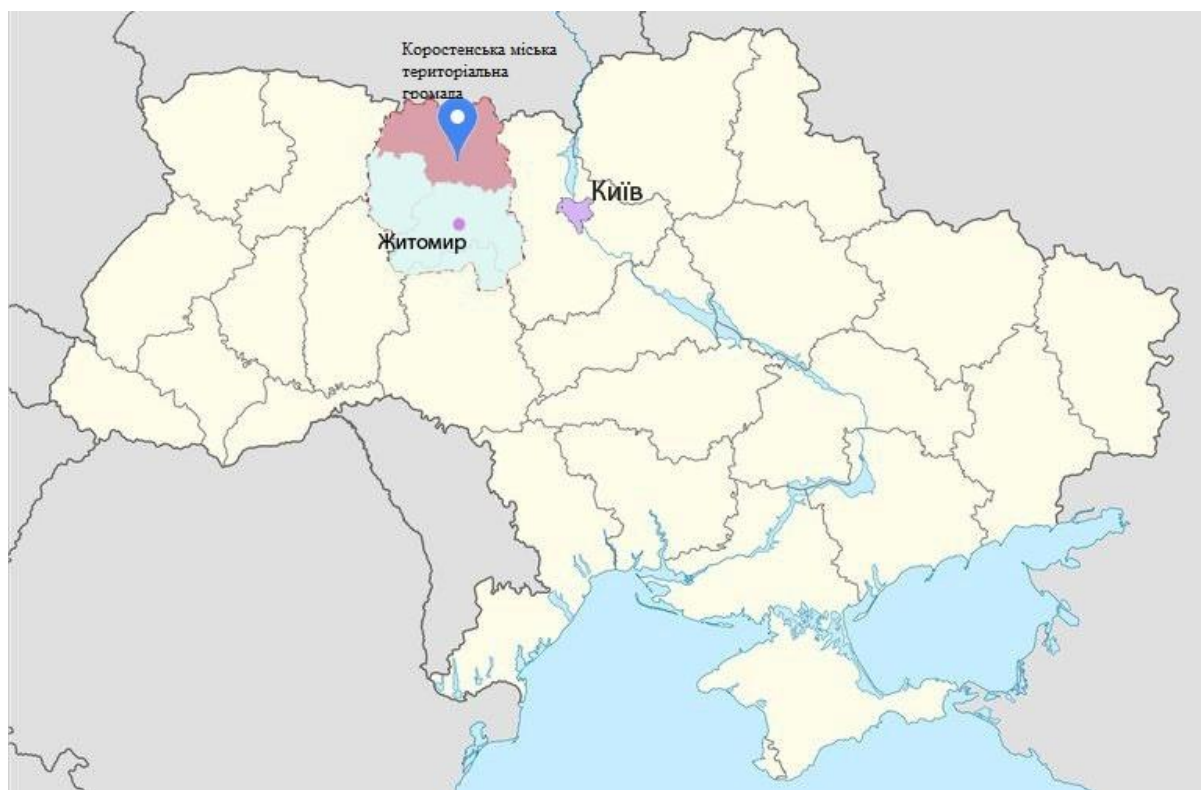 Коростенська міська
територіальна
громада
Київ
Житомир